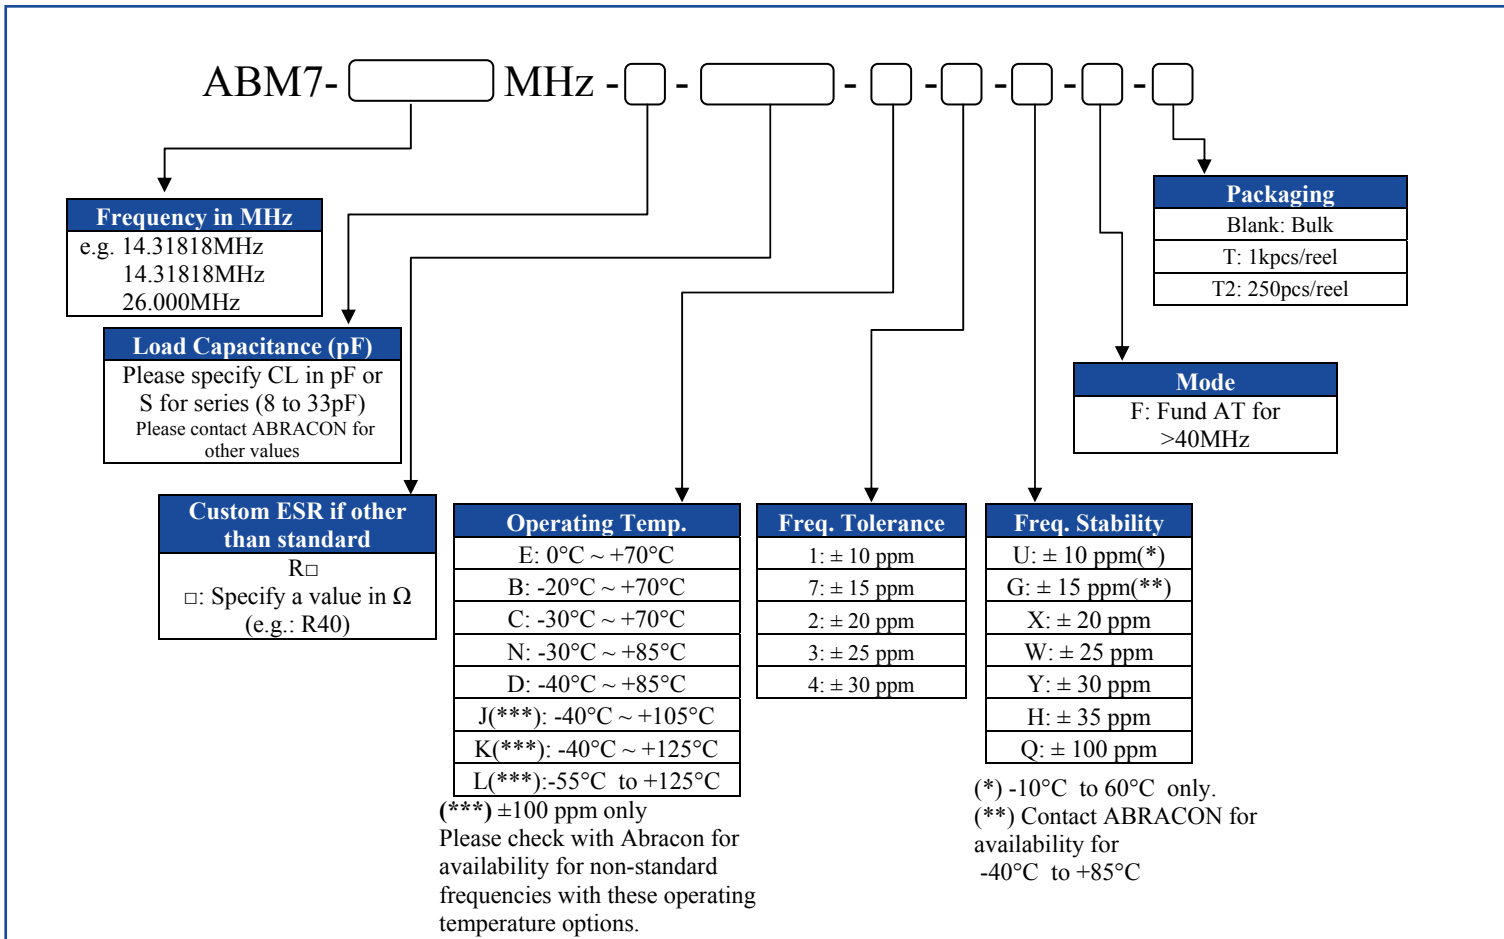 ABM7- MHz - - - - - - -
Frequency in MHz
e.g. 14.31818MHz
14.31818MHz
26.000MHz
Load Capacitance (pF)
Please specify CL in pF or
S for series (8 to 33pF)
Please contact ABRACON for
other values
Custom ESR if other
than standard
R□
□: Specify a value in Ω
(e.g.: R40)
Operating Temp.
E: 0°C ~ +70°C
B: -20°C ~ +70°C
C: -30°C ~ +70°C
N: -30°C ~ +85°C
D: -40°C ~ +85°C
J(***): -40°C ~ +105°C
K(***): -40°C ~ +125°C
L(***):-55°C to +125°C
(***) ±100 ppm only
Please check with Abracon for
availability for non-standard
frequencies with these operating
temperature options.
Freq. Tolerance
1: ± 10 ppm
7: ± 15 ppm
2: ± 20 ppm
3: ± 25 ppm
4: ± 30 ppm
Freq. Stability
U: ± 10 ppm(*)
G: ± 15 ppm(**)
X: ± 20 ppm
W: ± 25 ppm
Y: ± 30 ppm
H: ± 35 ppm
Q: ± 100 ppm
(*) -10°C to 60°C only.
(**) Contact ABRACON for
availability for
-40°C to +85°C
Mode
F: Fund AT for
>40MHz
Packaging
Blank: Bulk
T: 1kpcs/reel
T2: 250pcs/reel